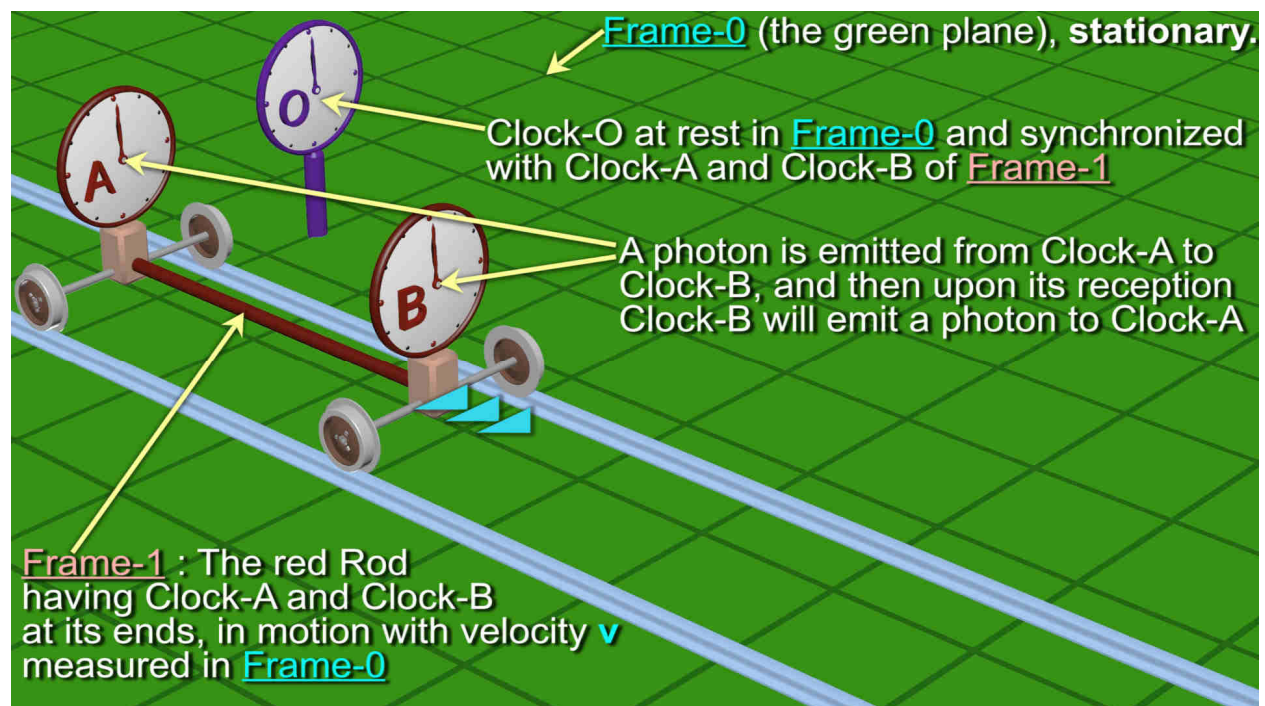 Frame-0 (the green plane), stationary.
O
Clock-O at rest in Frame-0 and synchronized
with Clock-A and Clock-B of Frame-1
A
A photon is emitted from Clock-A to
Clock-B, and then upon its reception
Clock-B will emit a photon to Clock-A
B
Frame-1 : The red Rod
having Clock-A and Clock-B
at its ends, in motion with velocity v
measured in Frame-0